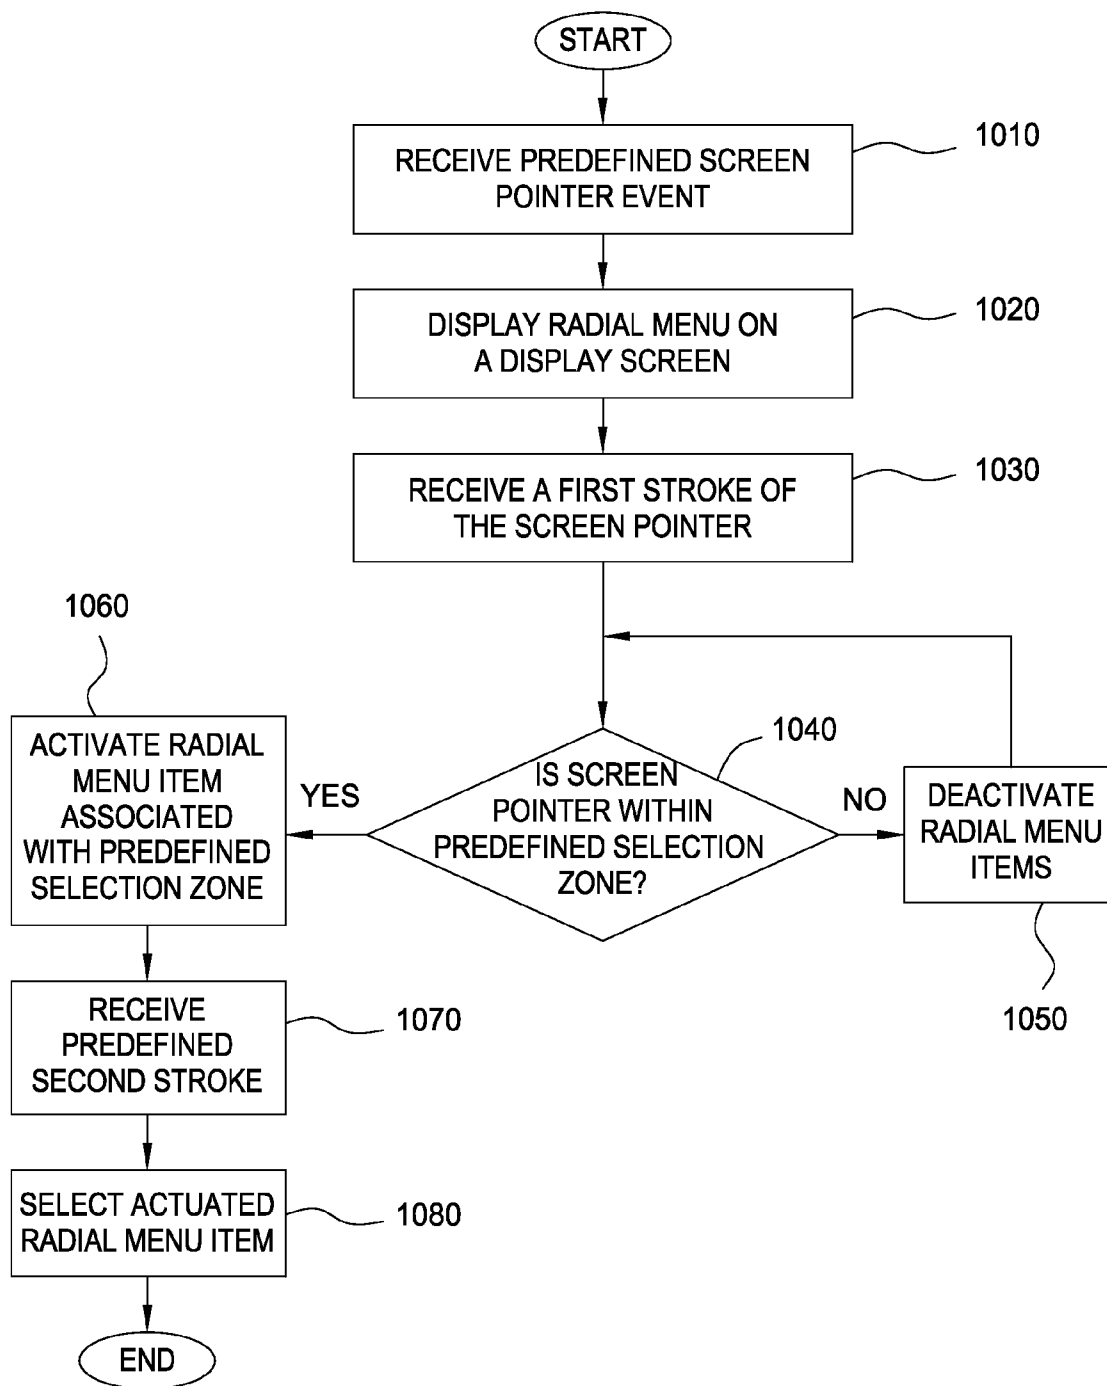 START
RECEIVE PREDEFINED SCREEN
POINTER EVENT
1010
DISPLAY RADIAL MENU ON
A DISPLAY SCREEN
1020
RECEIVE A FIRST STROKE OF
THE SCREEN POINTER
1030
IS SCREEN
POINTER WITHIN
PREDEFINED SELECTION
ZONE?
1040
NO
DEACTIVATE
RADIAL MENU
ITEMS
1050
YES
1060
ACTIVATE RADIAL
MENU ITEM
ASSOCIATED
WITH PREDEFINED
SELECTION ZONE
RECEIVE
PREDEFINED
SECOND STROKE
1070
SELECT ACTUATED
RADIAL MENU ITEM
1080
END